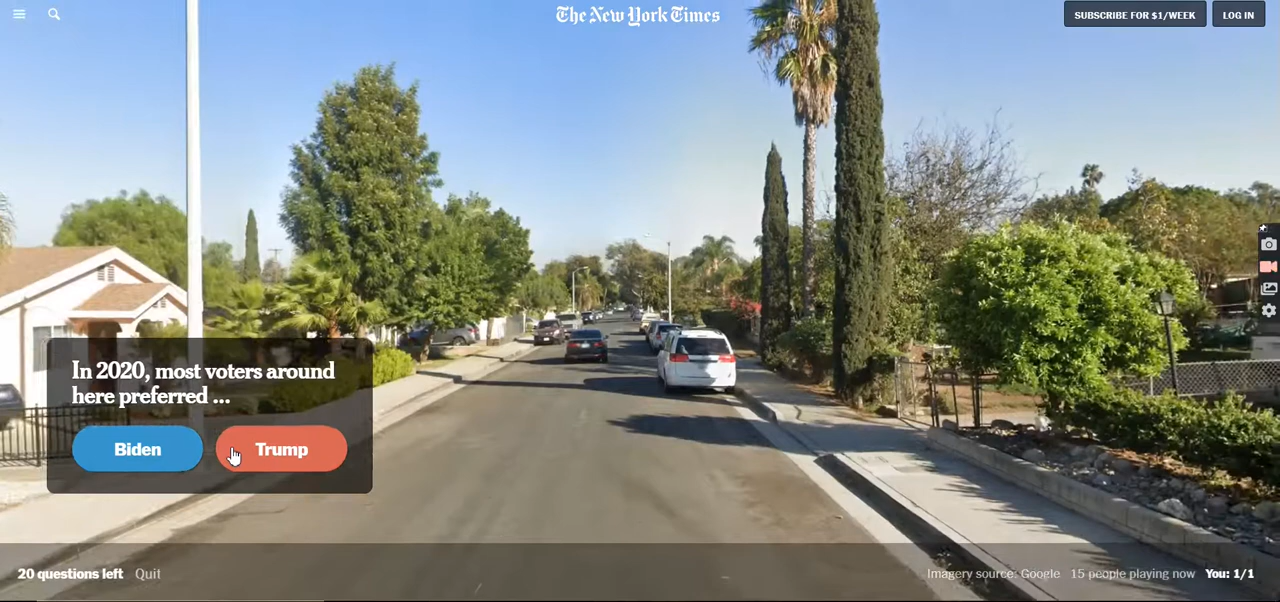 The New York Times
SUBSCRIBE FOR $1/WEEK
LOG IN
In 2020, most voters around
here preferred ...
Biden
Trump
20 questions left
Quit
Imagery source: Google
15 people playing now
You: 1/1